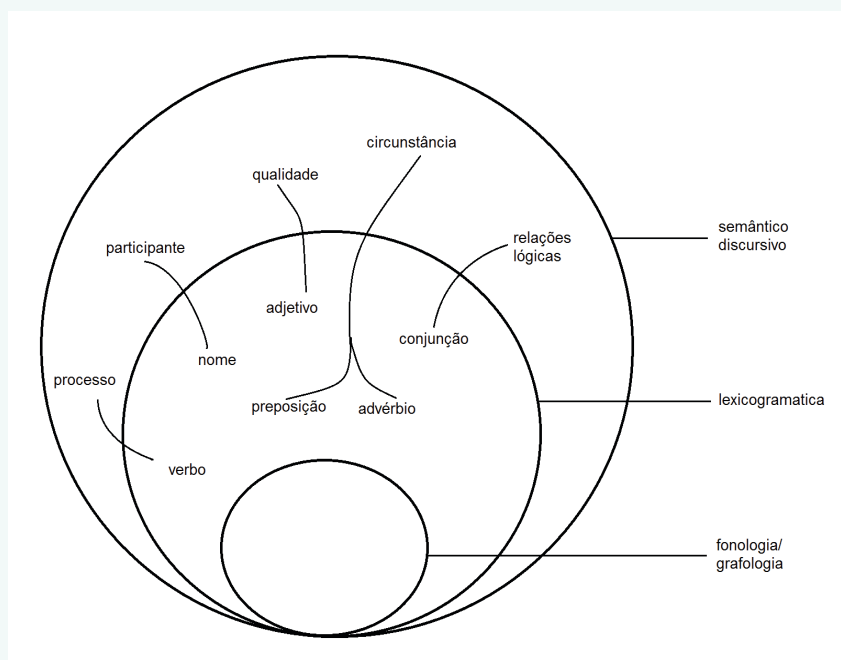 circunstância
qualidade
participante
relações
lógicas
semântico
discursivo
adjetivo
conjunção
nome
processo
preposição
advérbio
lexicogramatica
verbo
fonologia/
grafologia